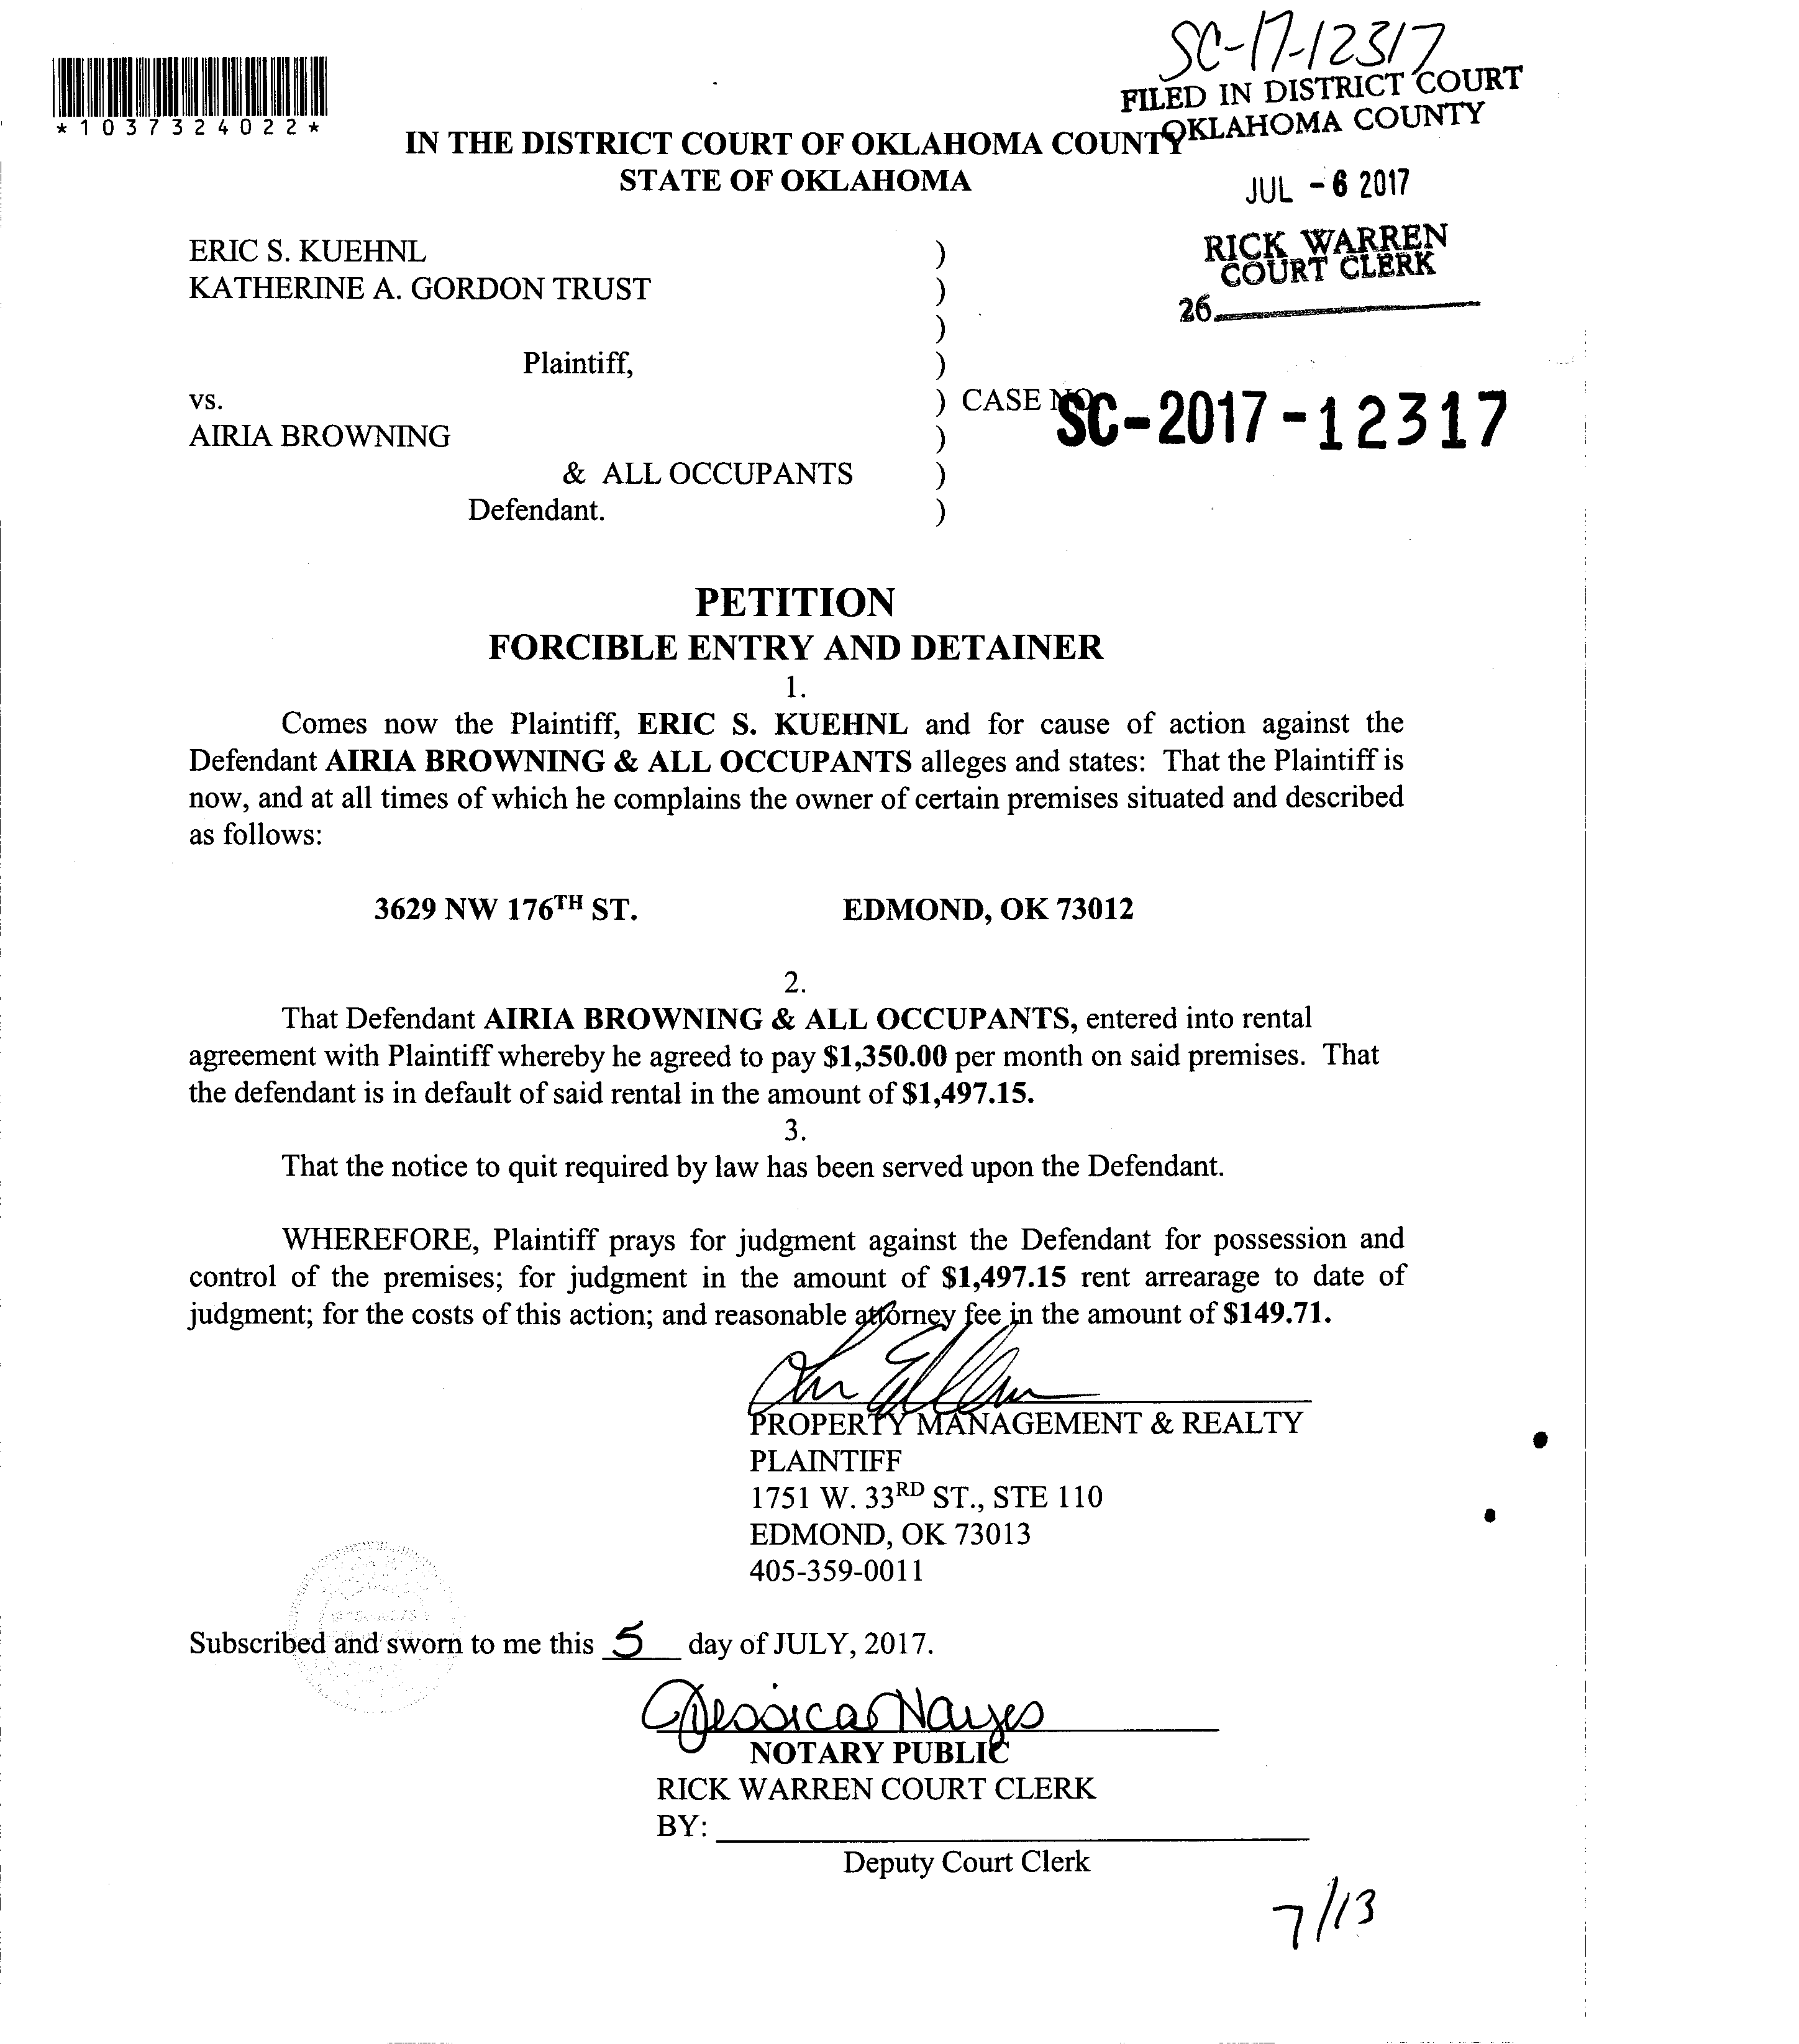 SC-17-12317
FILED IN DISTRICT COURT
OKLAHOMA COUNTY
*1037324022*
IN THE DISTRICT COURT OF OKLAHOMA COUNTY
STATE OF OKLAHOMA
JUL - 6 2017
RICK WARREN
COURT CLERK
26
ERIC S. KUEHNL )
KATHERINE A. GORDON TRUST )
)
Plaintiff, )
vs. ) CASE NO.
SC-2017-12317
AIRIA BROWNING )
& ALL OCCUPANTS )
Defendant. )
PETITION
FORCIBLE ENTRY AND DETAINER
1.
Comes now the Plaintiff, ERIC S. KUEHNL and for cause of action against the
Defendant AIRIA BROWNING & ALL OCCUPANTS alleges and states: That the Plaintiff is
now, and at all times of which he complains the owner of certain premises situated and described
as follows:
3629 NW 176TH ST. EDMOND, OK 73012
2.
That Defendant AIRIA BROWNING & ALL OCCUPANTS, entered into rental
agreement with Plaintiff whereby he agreed to pay $1,350.00 per month on said premises. That
the defendant is in default of said rental in the amount of $1,497.15.
3.
That the notice to quit required by law has been served upon the Defendant.
WHEREFORE, Plaintiff prays for judgment against the Defendant for possession and
control of the premises; for judgment in the amount of $1,497.15 rent arrearage to date of
judgment; for the costs of this action; and reasonable attorney fee in the amount of $149.71.
PROPERTY MANAGEMENT & REALTY
PLAINTIFF
1751 W. 33RD ST., STE 110
EDMOND, OK 73013
405-359-0011
Subscribed and sworn to me this 5 day of JULY, 2017.
Jessica Hayes
NOTARY PUBLIC
RICK WARREN COURT CLERK
BY:
Deputy Court Clerk
7/13